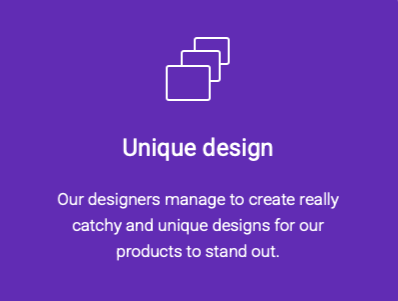 Unique design
Our designers manage to create really
catchy and unique designs for our
products to stand out.